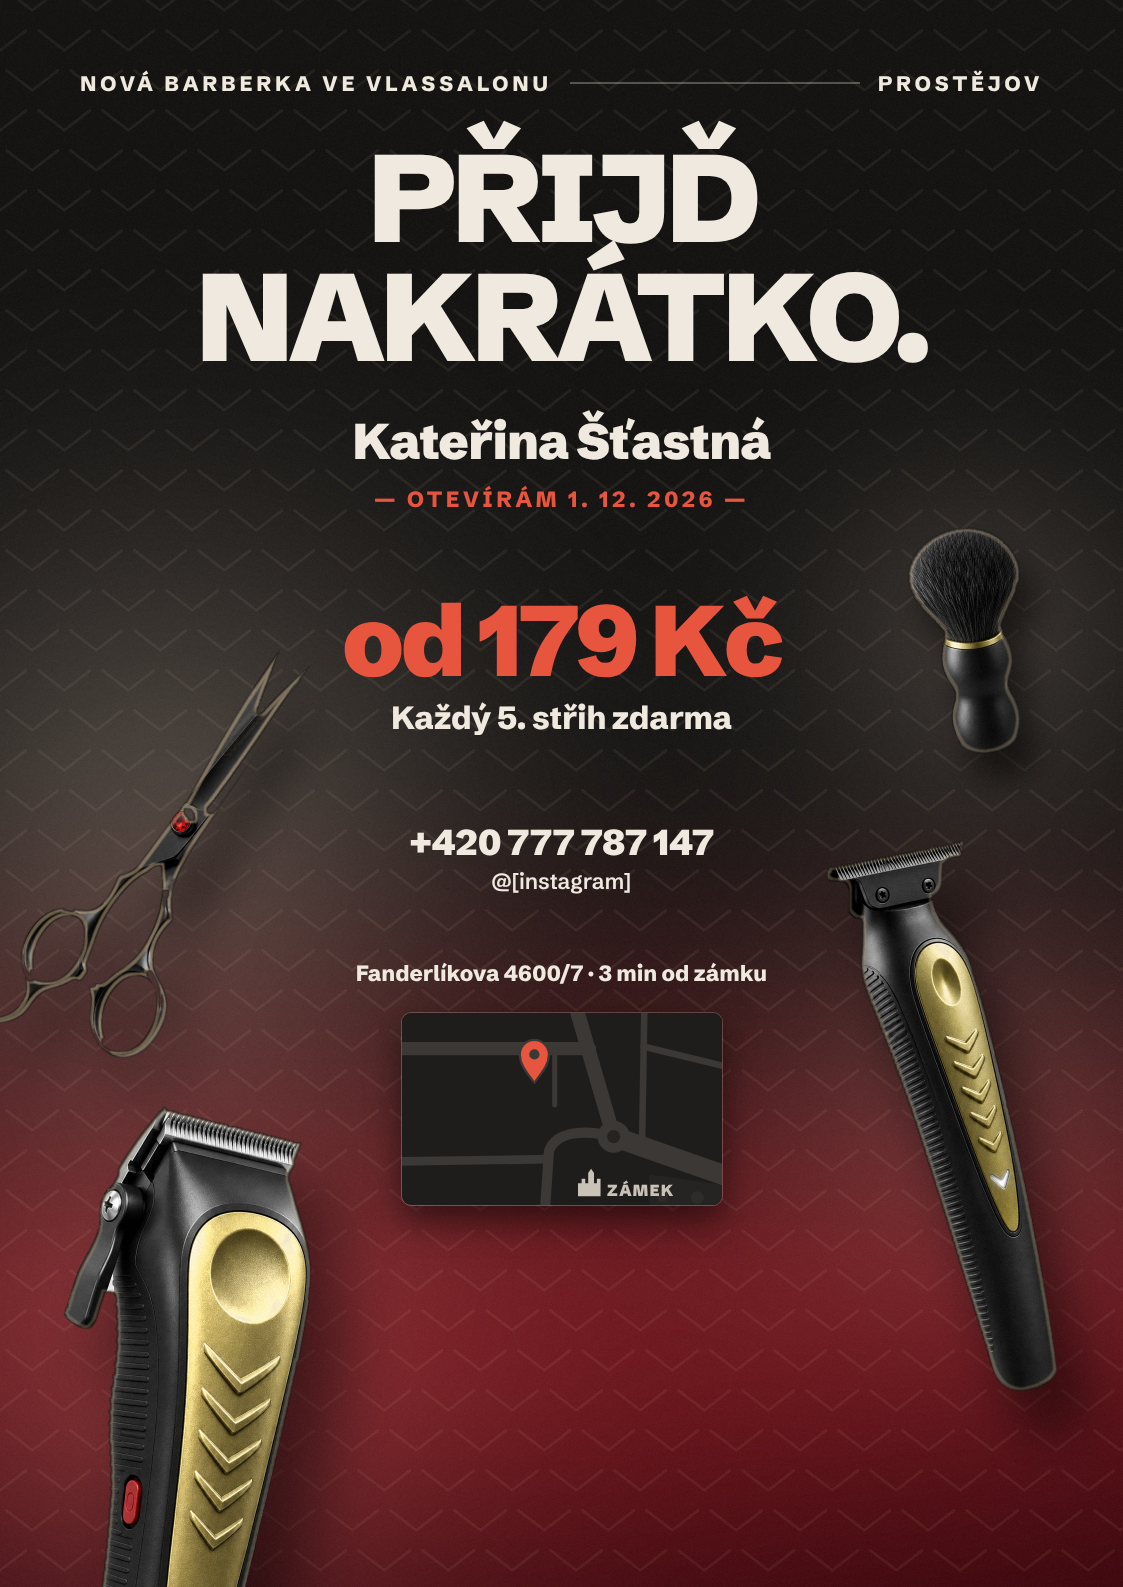 NOVÁ BARBERKA VE VLASSALONU PROSTĚJOV
PŘIJĎ
NAKRÁTKO.
Kateřina Šťastná
— OTEVÍRÁM 1. 12. 2026 —
od 179 Kč
Každý 5. střih zdarma
+420 777 787 147
@[instagram]
Fanderlíkova 4600/7 · 3 min od zámku
ZÁMEK